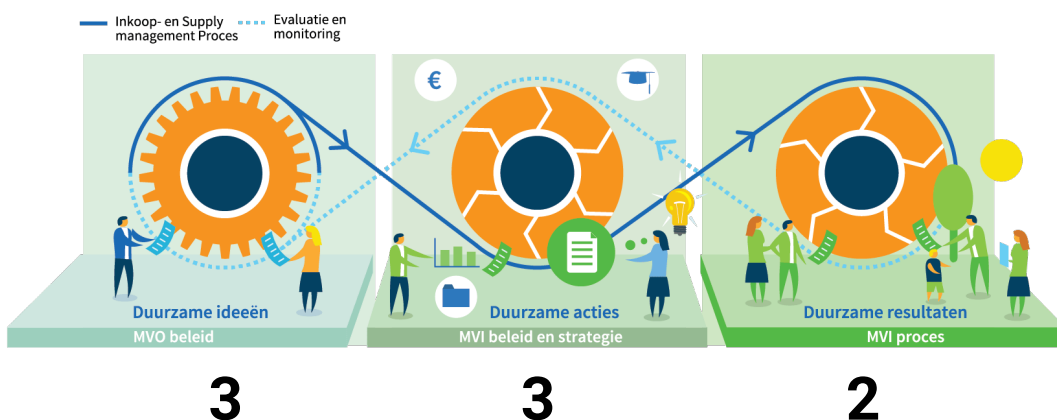 Inkoop- en Supply
management Proces
Evaluatie en
monitoring
€
Duurzame ideeën
MVO beleid
Duurzame acties
MVI beleid en strategie
Duurzame resultaten
MVI proces
3
3
2